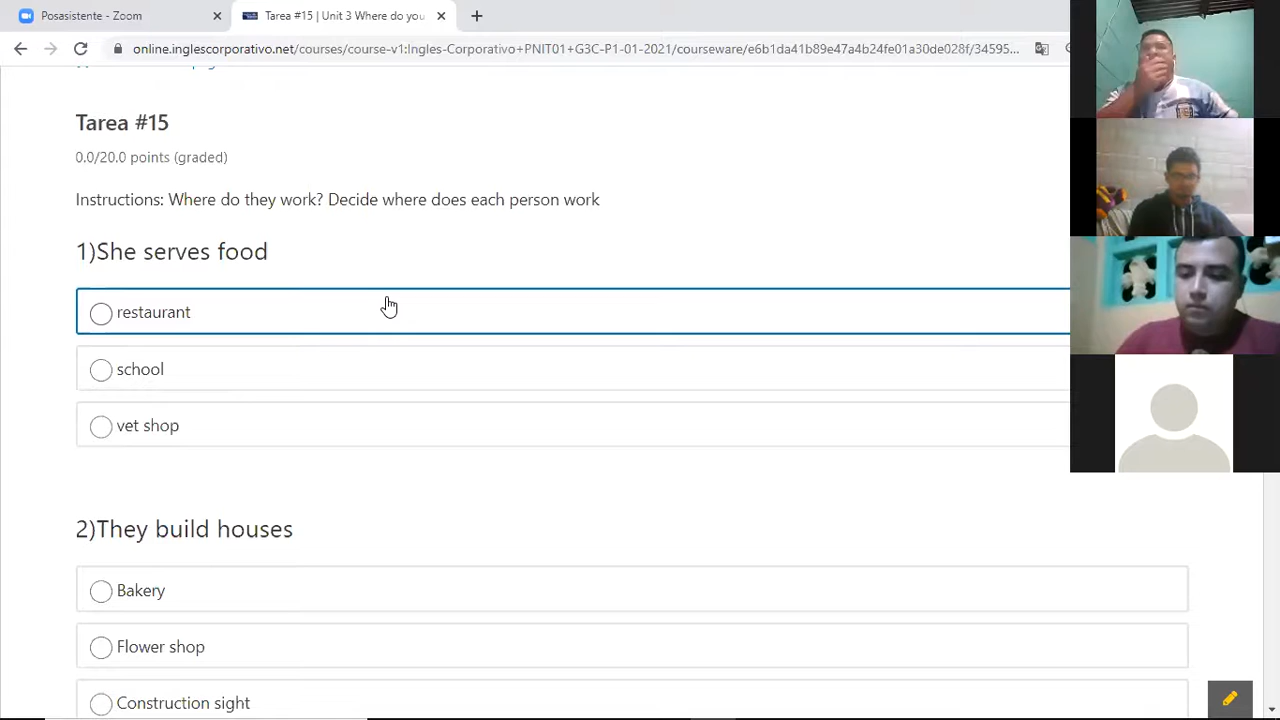 Posasistente - Zoom
Tarea #15 | Unit 3 Where do you
online.inglescorporativo.net/courses/course-v1:Ingles-Corporativo+PNIT01+G3C-P1-01-2021/courseware/e6b18a41b89e47a4b24fe01a30de028f/34595...
Tarea #15
0.0/20.0 points (graded)
Instructions: Where do they work? Decide where does each person work
1)She serves food
restaurant
school
vet shop
2)They build houses
Bakery
Flower shop
Construction sight